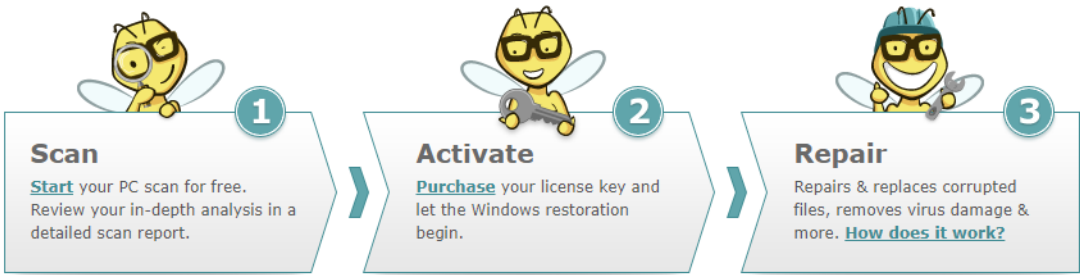 1
Scan
Start your PC scan for free.
Review your in-depth analysis in a
detailed scan report.
2
Activate
Purchase your license key and
let the Windows restoration
begin.
3
Repair
Repairs & replaces corrupted
files, removes virus damage &
more. How does it work?